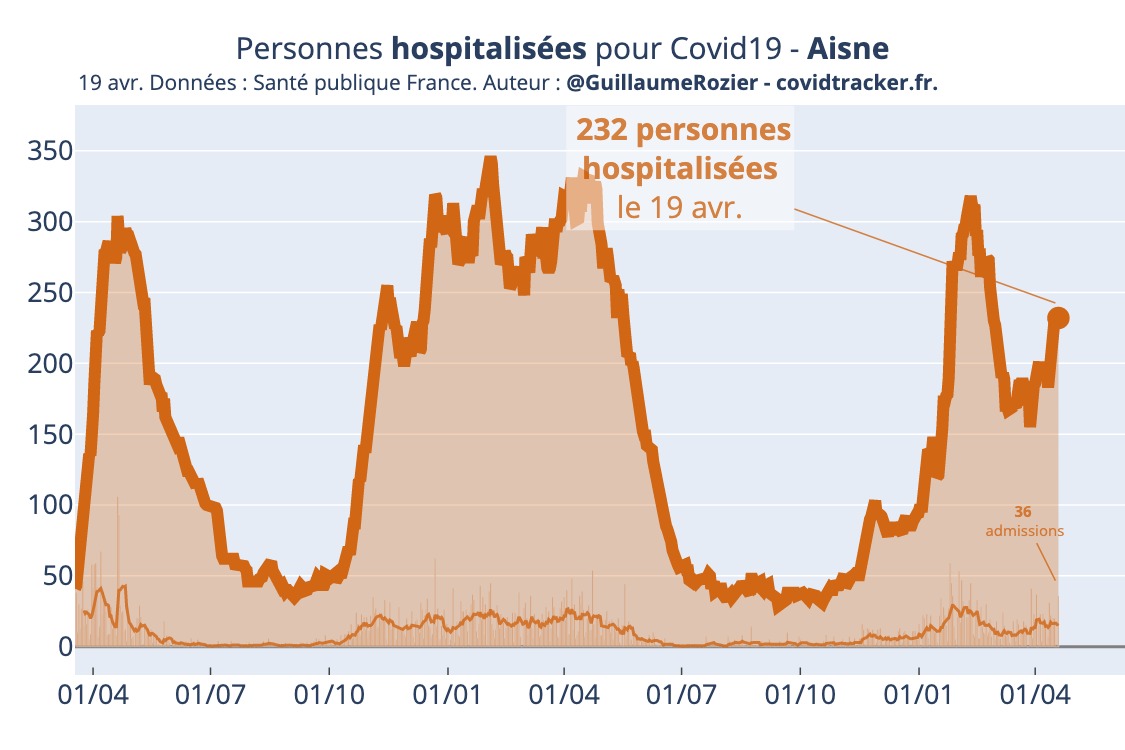 Personnes hospitalisées pour Covid19 - Aisne
19 avr. Données : Santé publique France. Auteur : @GuillaumeRozier - covidtracker.fr.
232 personnes
hospitalisées
le 19 avr.
350
300
250
200
150
100
50
0
36
admissions
01/04 01/07 01/10 01/01 01/04 01/07 01/10 01/01 01/04